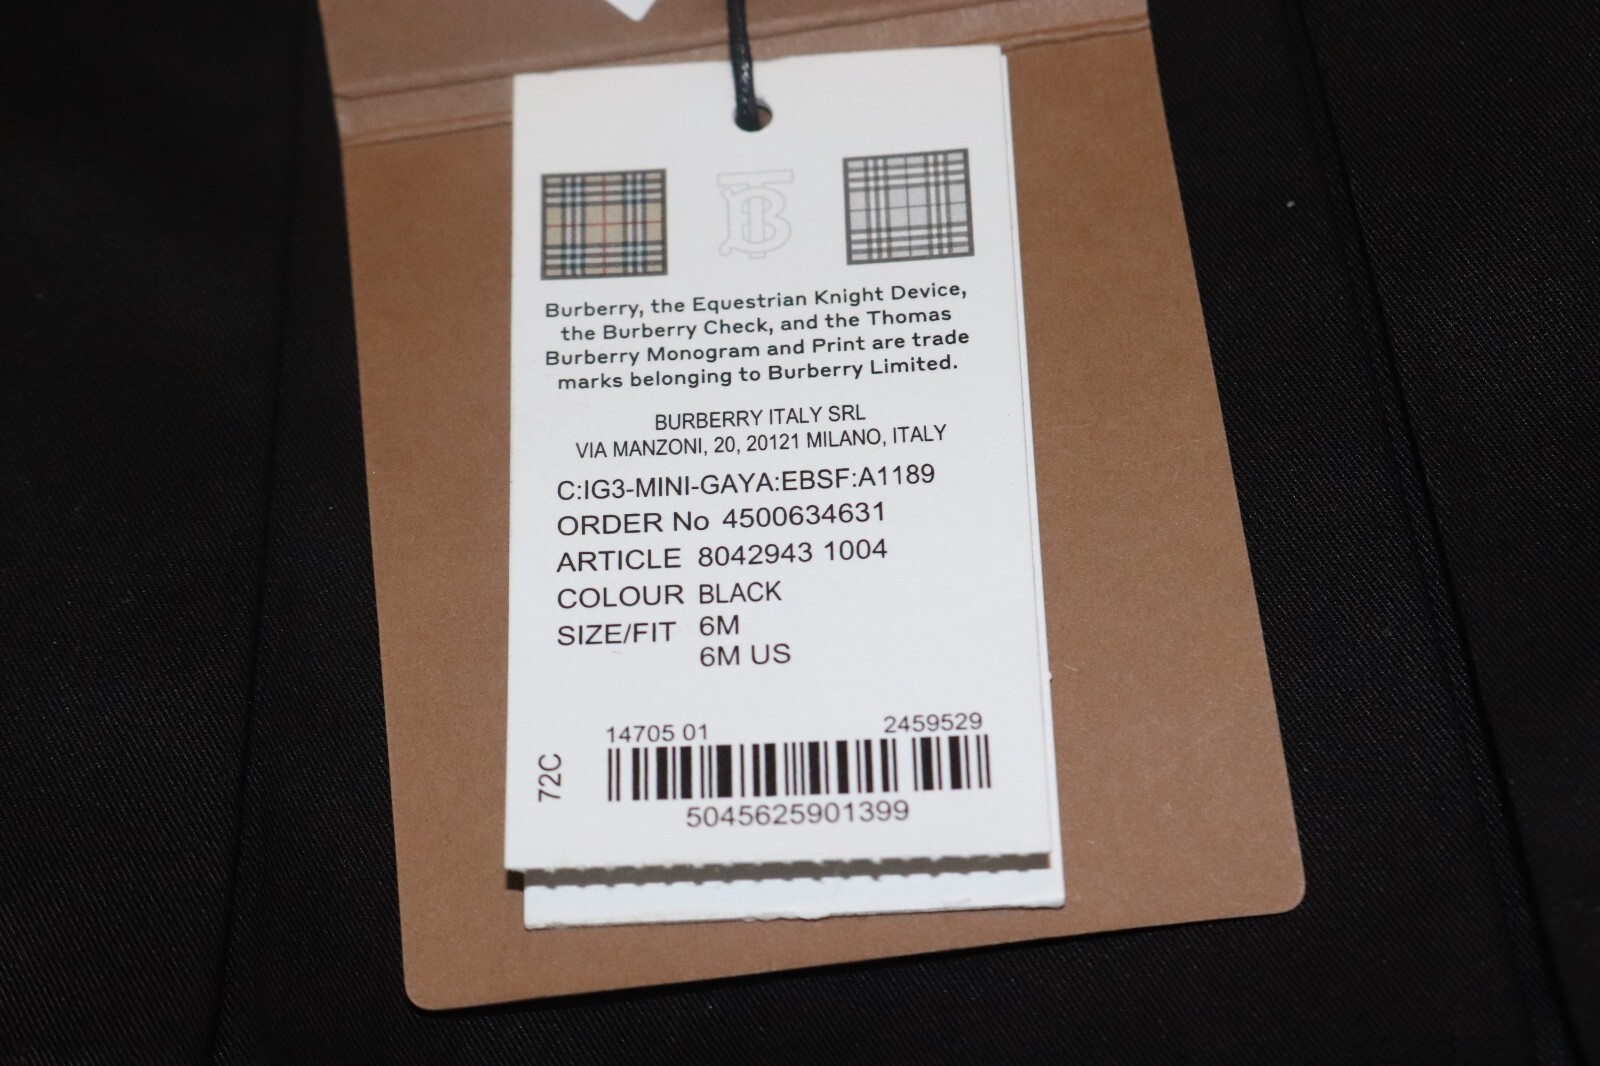 Burberry, the Equestrian Knight Device,
the Burberry Check, and the Thomas
Burberry Monogram and Print are trade
marks belonging to Burberry Limited.
BURBERRY ITALY SRL
VIA MANZONI, 20, 20121 MILANO, ITALY
C:IG3-MINI-GAYA:EBSF:A1189
ORDER No 4500634631
ARTICLE 8042943 1004
COLOUR BLACK
SIZE/FIT 6M
6M US
14705 01 2459529
72C
5045625901399